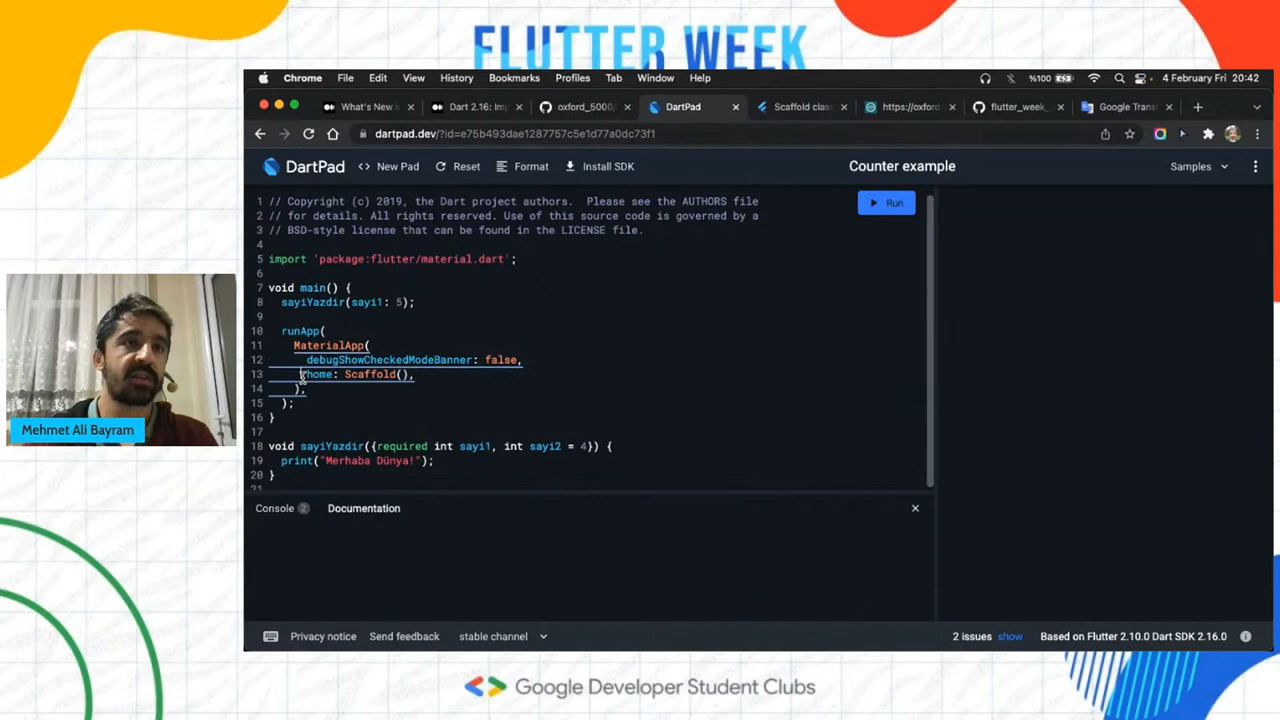 FLUTTER WEEK
Chrome File Edit View History Bookmarks Profiles Tab Window Help %100 4 February Fri 20:42
What's New i Dart 2.16: Imp oxford_5000/ DartPad Scaffold class https://oxford flutter_week_ Google Transl
dartpad.dev/?id=e75b493dae1287757c5e1d77a0dc73f1
DartPad <> New Pad Reset Format Install SDK Counter example Samples
Run
1 // Copyright (c) 2019, the Dart project authors. Please see the AUTHORS file
2 // for details. All rights reserved. Use of this source code is governed by a
3 // BSD-style license that can be found in the LICENSE file.
4
5 import 'package:flutter/material.dart';
6
7 void main() {
8 sayiYazdir(sayi1: 5);
9
10 runApp(
11 MaterialApp(
12 debugShowCheckedModeBanner: false,
13 home: Scaffold(),
14 ),
15 );
16 }
17
18 void sayiYazdir({required int sayi1, int sayi2 = 4}) {
19 print("Merhaba Dünya!");
20 }
21
Mehmet Ali Bayram
Console 2 Documentation
Privacy notice Send feedback stable channel 2 issues show Based on Flutter 2.10.0 Dart SDK 2.16.0
Google Developer Student Clubs